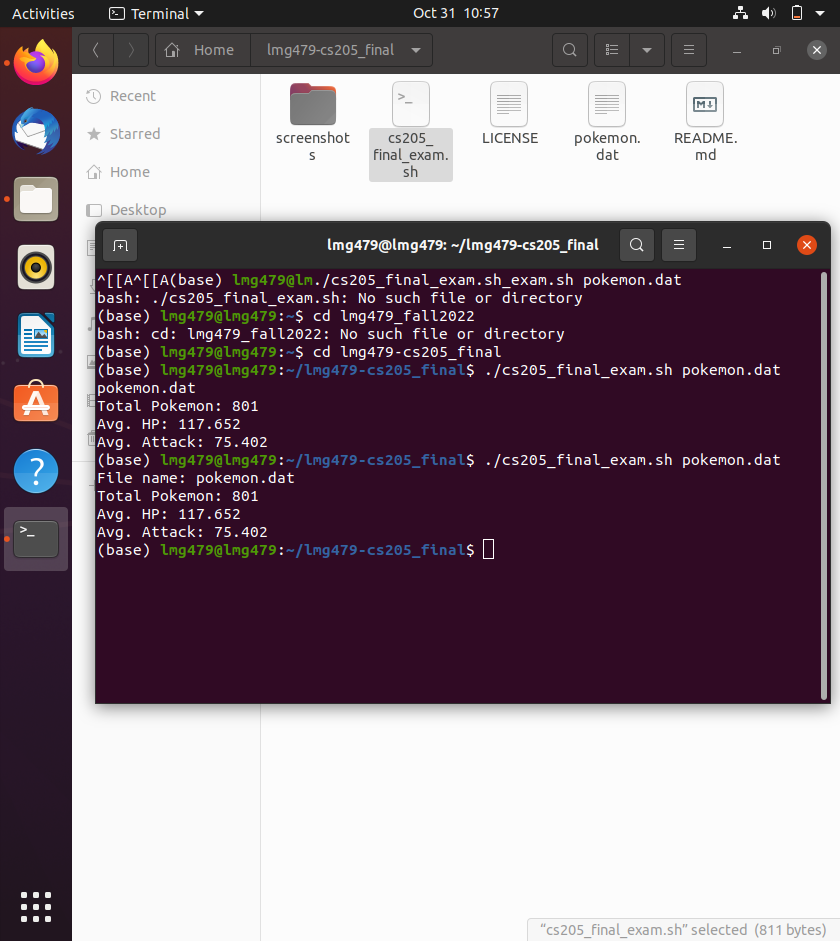 Activities
Terminal
Oct 31 10:57
Home
lmg479-cs205_final
Recent
Starred
Home
Desktop
screenshot
s
cs205_
final_exam.
sh
LICENSE
pokemon.
dat
README.
md
lmg479@lmg479: ~/lmg479-cs205_final
^[[A^[[A(base) lmg479@lm./cs205_final_exam.sh_exam.sh pokemon.dat
bash: ./cs205_final_exam.sh: No such file or directory
(base) lmg479@lmg479:~$ cd lmg479_fall2022
bash: cd: lmg479_fall2022: No such file or directory
(base) lmg479@lmg479:~$ cd lmg479-cs205_final
(base) lmg479@lmg479:~/lmg479-cs205_final$ ./cs205_final_exam.sh pokemon.dat
pokemon.dat
Total Pokemon: 801
Avg. HP: 117.652
Avg. Attack: 75.402
(base) lmg479@lmg479:~/lmg479-cs205_final$ ./cs205_final_exam.sh pokemon.dat
File name: pokemon.dat
Total Pokemon: 801
Avg. HP: 117.652
Avg. Attack: 75.402
(base) lmg479@lmg479:~/lmg479-cs205_final$
"cs205_final_exam.sh" selected (811 bytes)